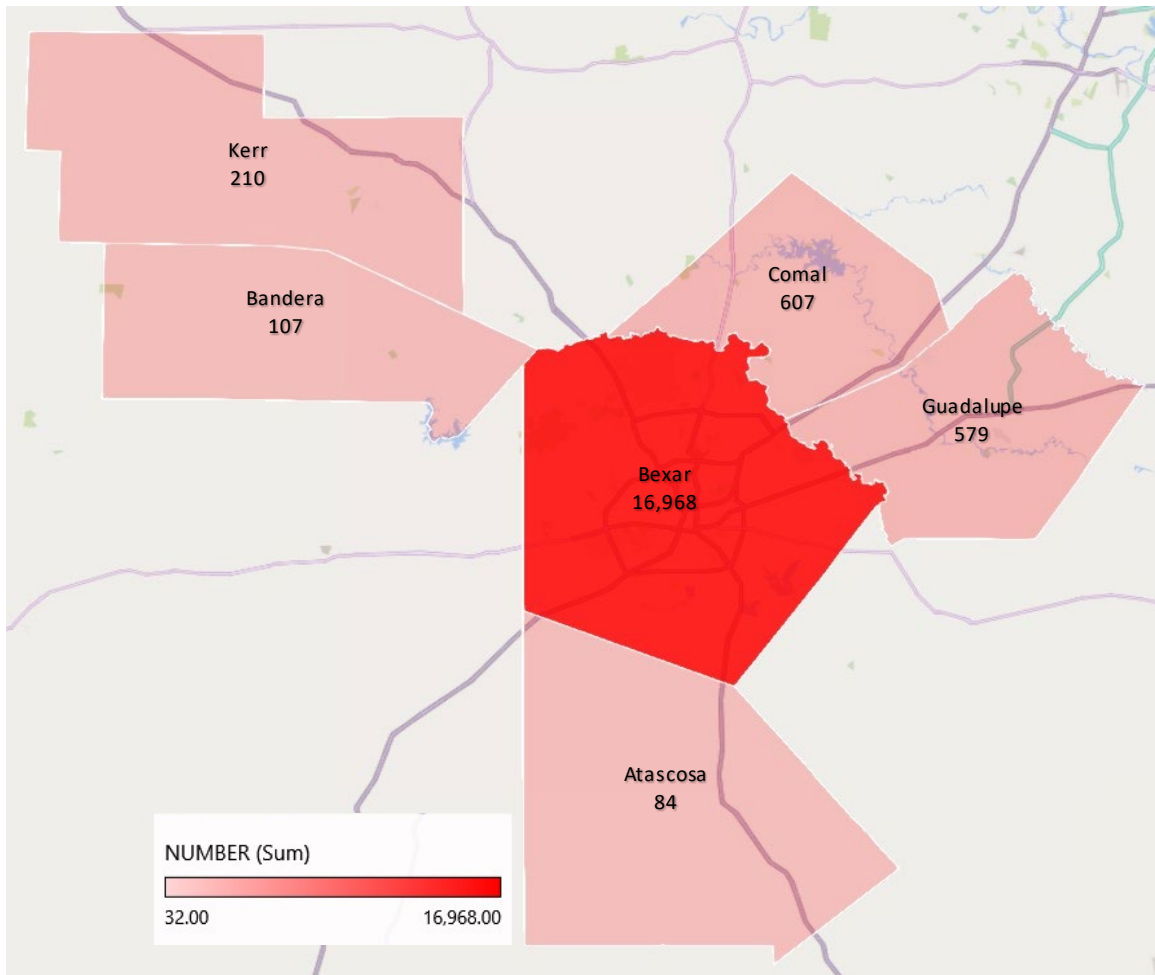 Kerr
210
Bandera
107
Comal
607
Guadalupe
579
Bexar
16,968
Atascosa
84
NUMBER (Sum)
32.00 16,968.00